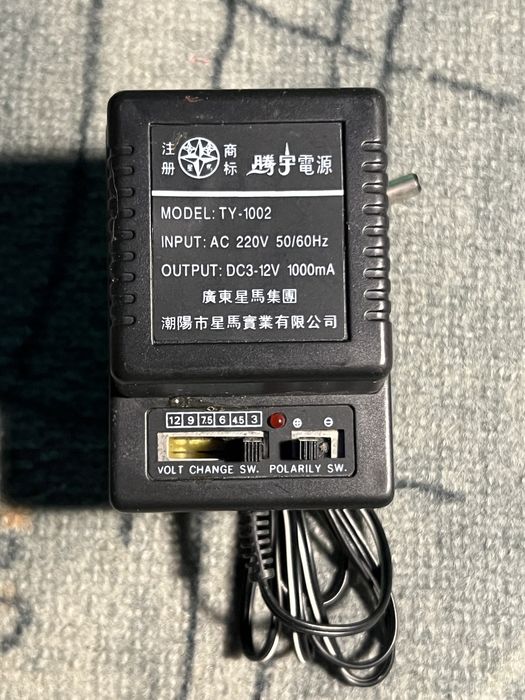 注册 商标 腾宇電源
MODEL: TY-1002
INPUT: AC 220V 50/60Hz
OUTPUT: DC3-12V 1000mA
廣東星馬集團
潮陽市星馬實業有限公司
12 9 7.5 6 4.5 3 ⊕ ⊖
VOLT CHANGE SW. POLARILY SW.